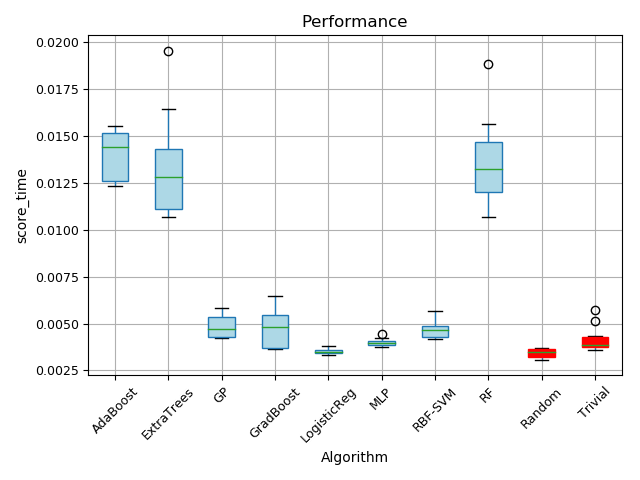 Performance
0.0200
0.0175
0.0150
0.0125
0.0100
0.0075
0.0050
0.0025
score_time
AdaBoost
ExtraTrees
GP
GradBoost
LogisticReg
MLP
RBF-SVM
RF
Random
Trivial
Algorithm